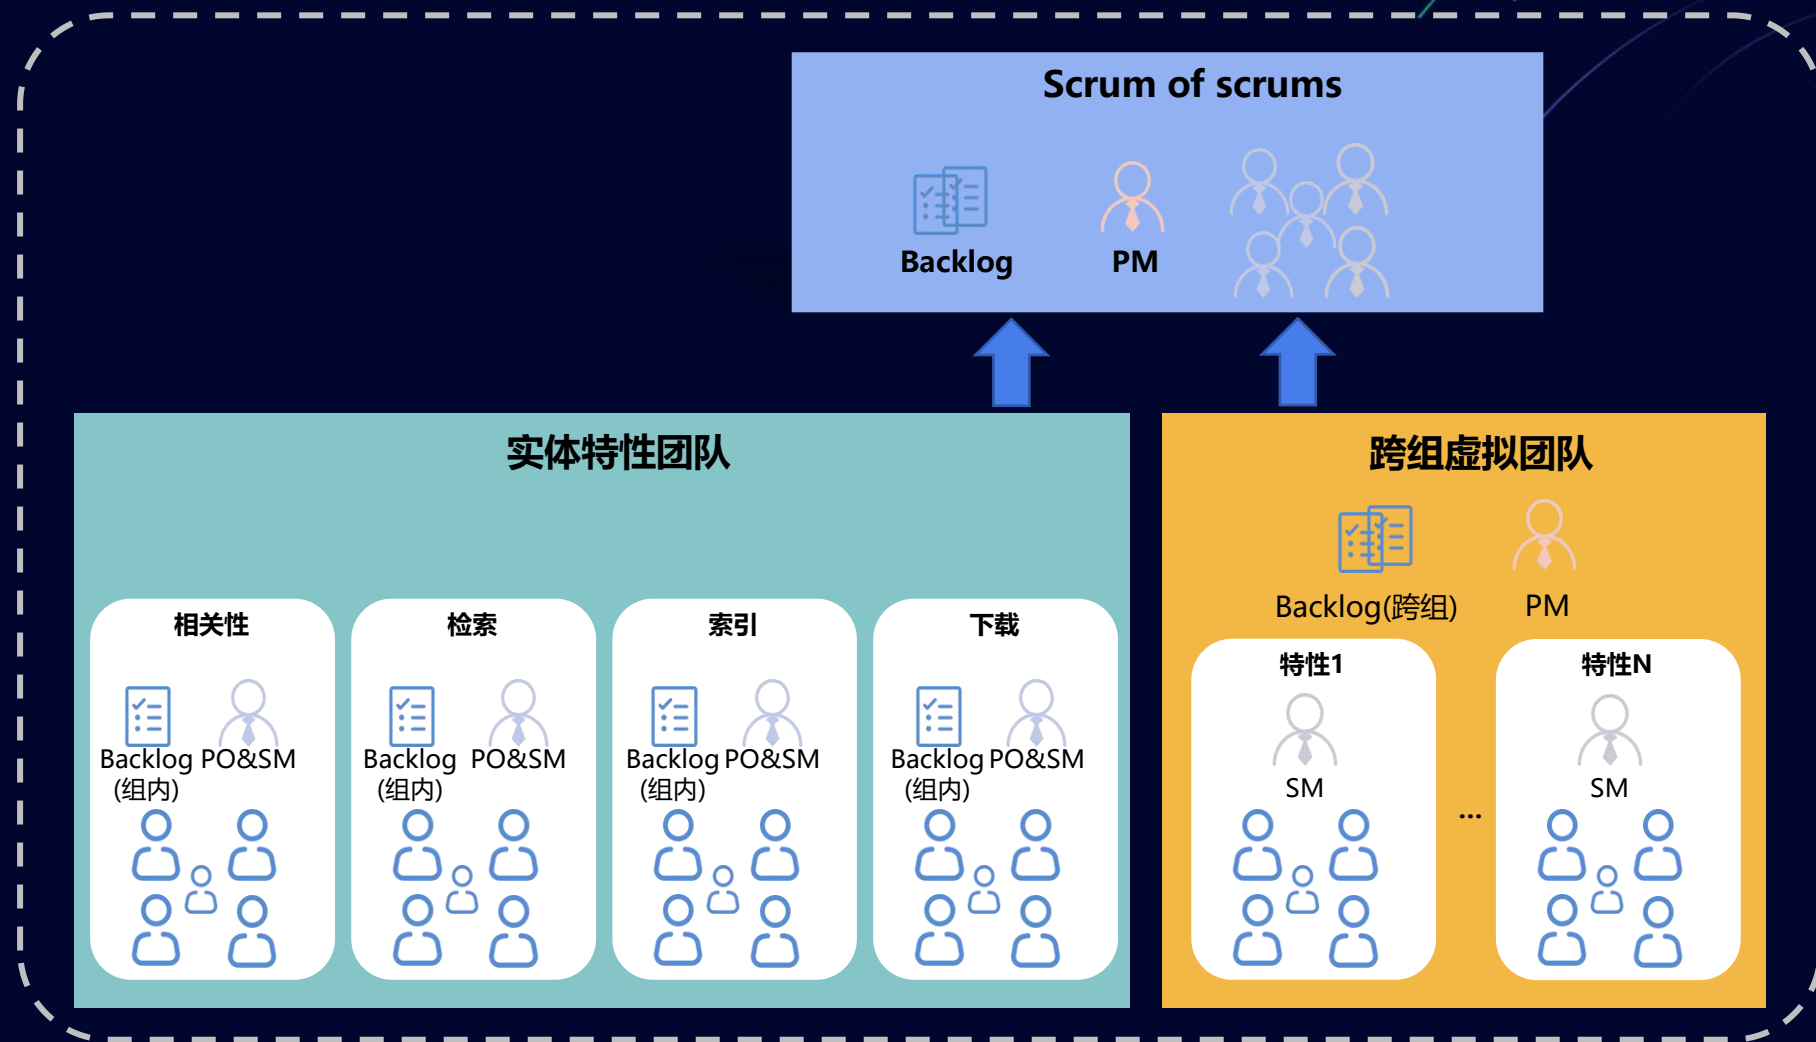 Scrum of scrums
Backlog
PM
实体特性团队
相关性
Backlog
(组内)
PO&SM
检索
Backlog
(组内)
PO&SM
索引
Backlog
(组内)
PO&SM
下载
Backlog
(组内)
PO&SM
跨组虚拟团队
Backlog(跨组)
PM
特性1
SM
...
特性N
SM